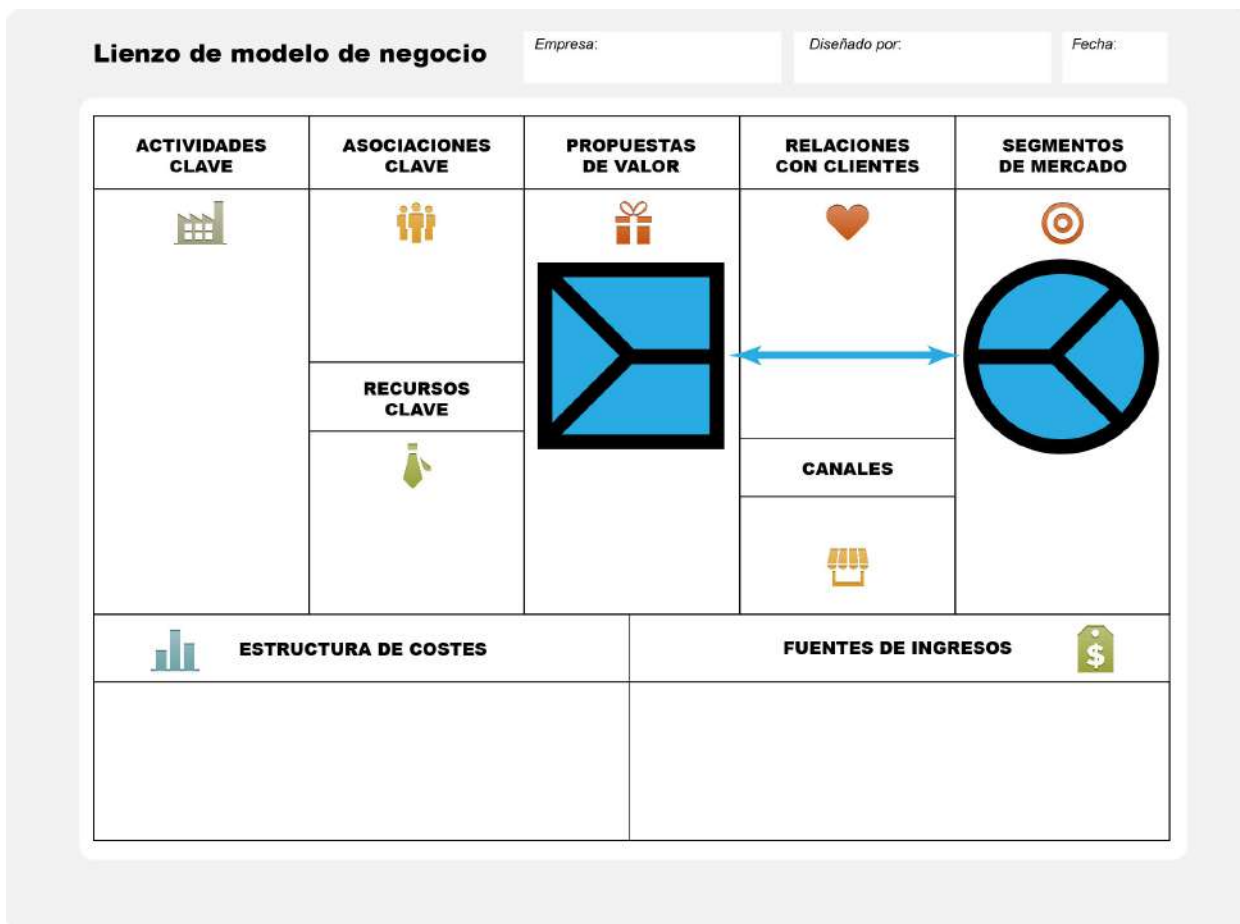 Lienzo de modelo de negocio
Empresa:
Diseñado por:
Fecha:
ACTIVIDADES
CLAVE
ASOCIACIONES
CLAVE
PROPUESTAS
DE VALOR
RELACIONES
CON CLIENTES
SEGMENTOS
DE MERCADO
RECURSOS
CLAVE
CANALES
ESTRUCTURA DE COSTES
FUENTES DE INGRESOS
$